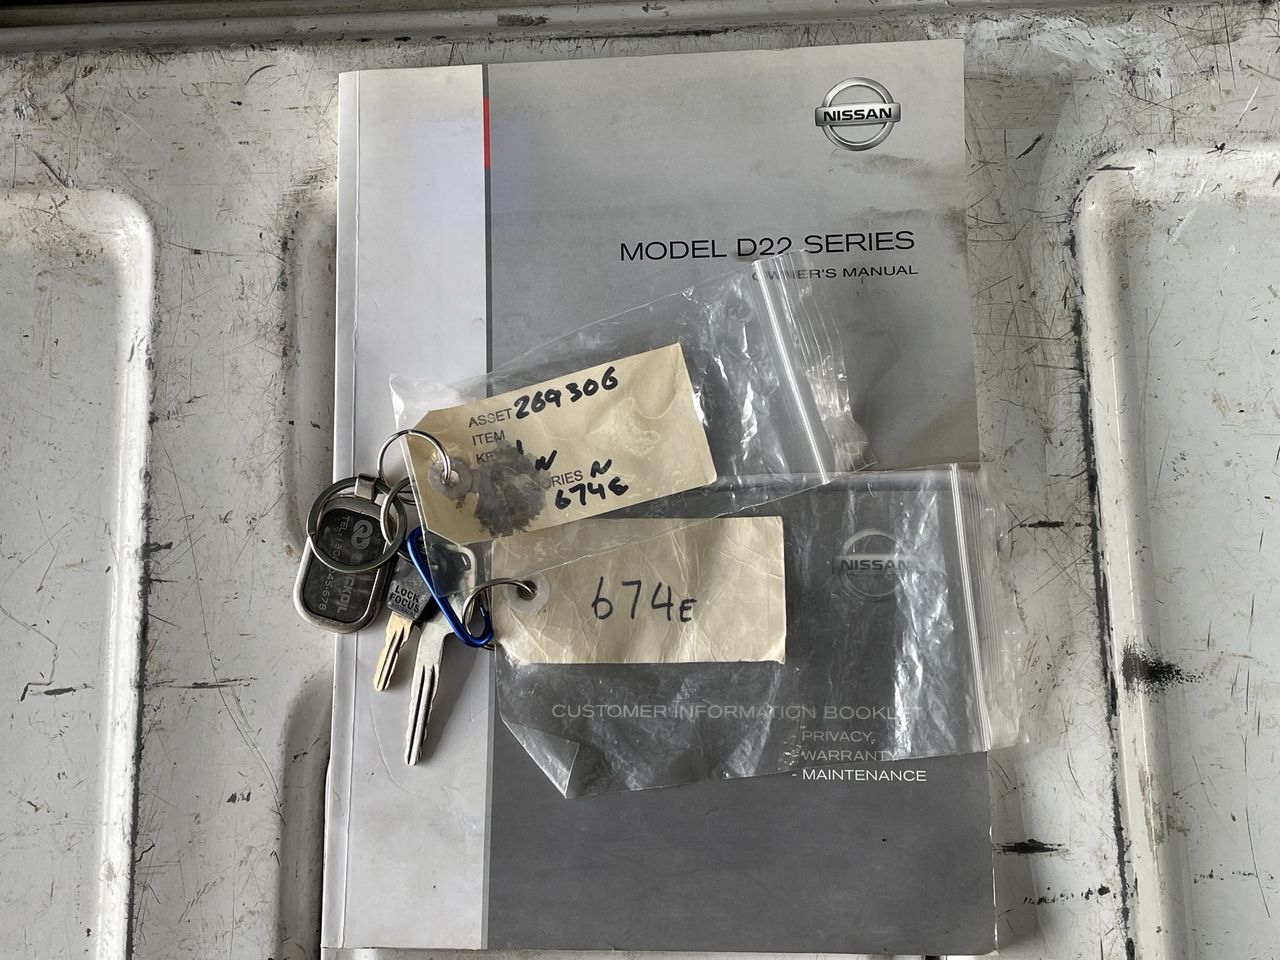 NISSAN
MODEL D22 SERIES
OWNER'S MANUAL
ASSET 269306
ITEM
N
ORIES N
674E
LOCK
FOCUS
674E
NISSAN
CUSTOMER INFORMATION BOOKLET
- PRIVACY,
- WARRANTY
- MAINTENANCE